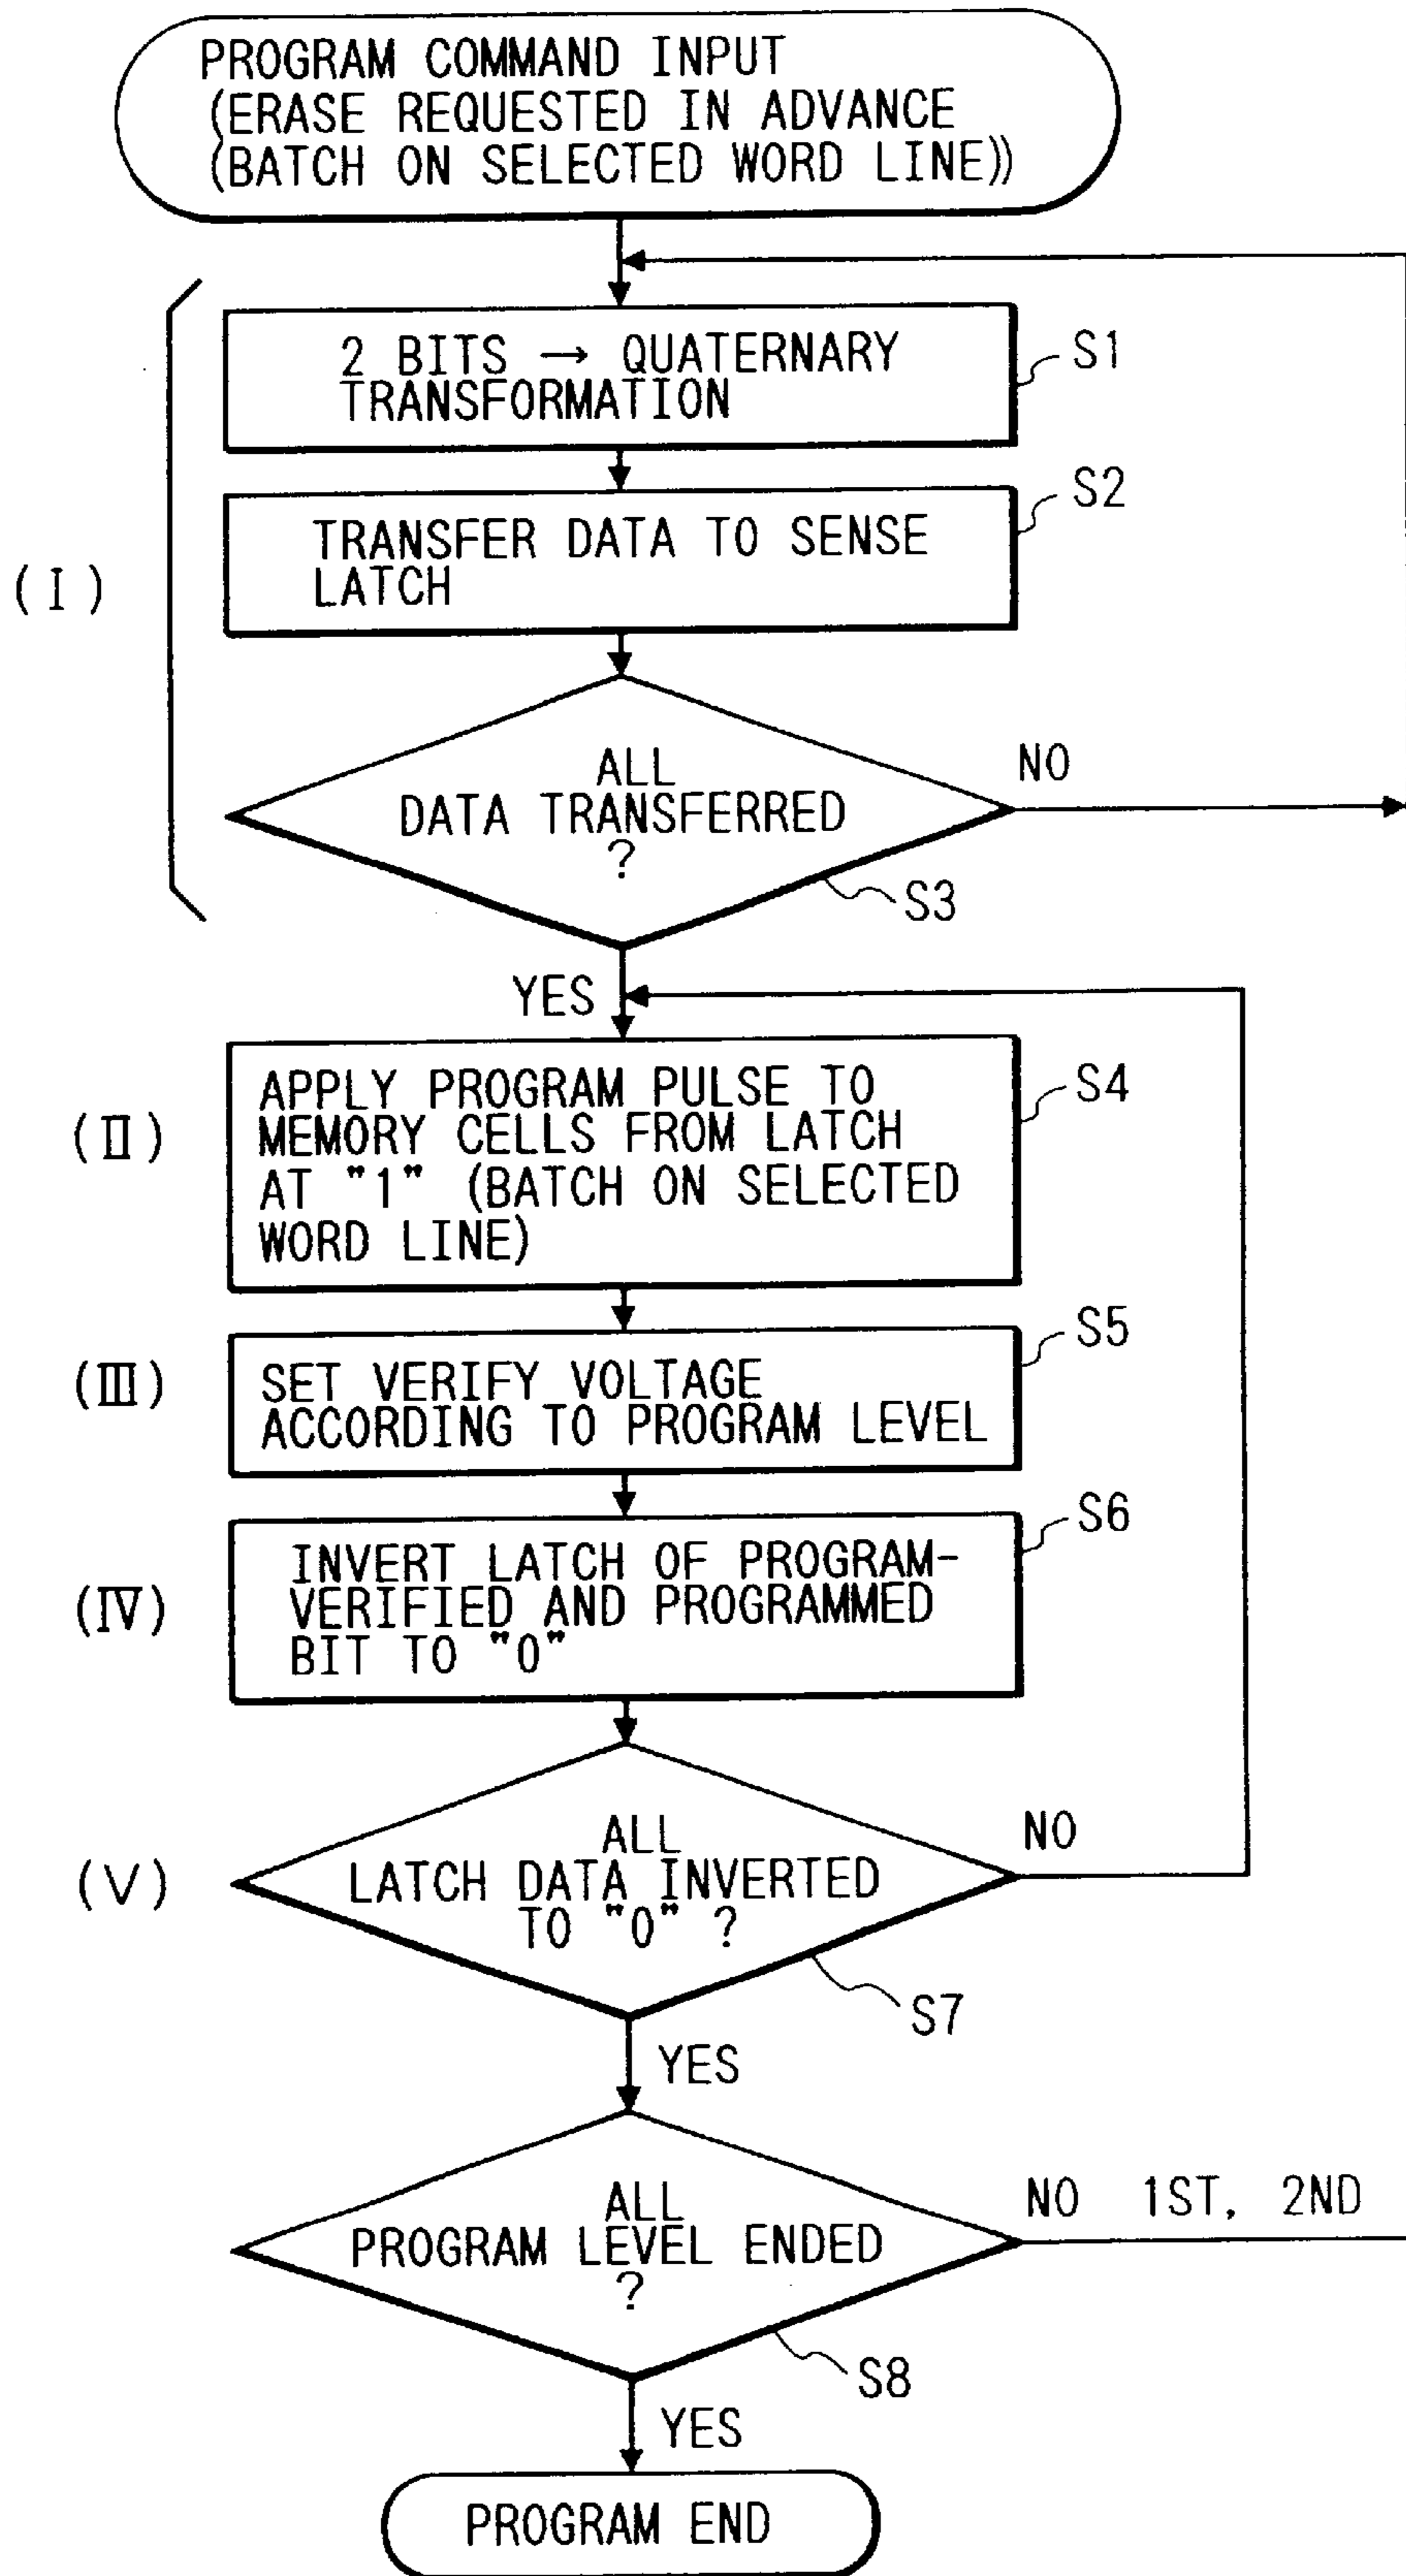 PROGRAM COMMAND INPUT
(ERASE REQUESTED IN ADVANCE
(BATCH ON SELECTED WORD LINE))
2 BITS → QUATERNARY
TRANSFORMATION
S1
TRANSFER DATA TO SENSE
LATCH
S2
(I)
ALL
DATA TRANSFERRED
?
NO
S3
YES
(II)
APPLY PROGRAM PULSE TO
MEMORY CELLS FROM LATCH
AT "1" (BATCH ON SELECTED
WORD LINE)
S4
(III)
SET VERIFY VOLTAGE
ACCORDING TO PROGRAM LEVEL
S5
(IV)
INVERT LATCH OF PROGRAM-
VERIFIED AND PROGRAMMED
BIT TO "0"
S6
(V)
ALL
LATCH DATA INVERTED
TO "0" ?
NO
S7
YES
ALL
PROGRAM LEVEL ENDED
?
NO 1ST, 2ND
S8
YES
PROGRAM END